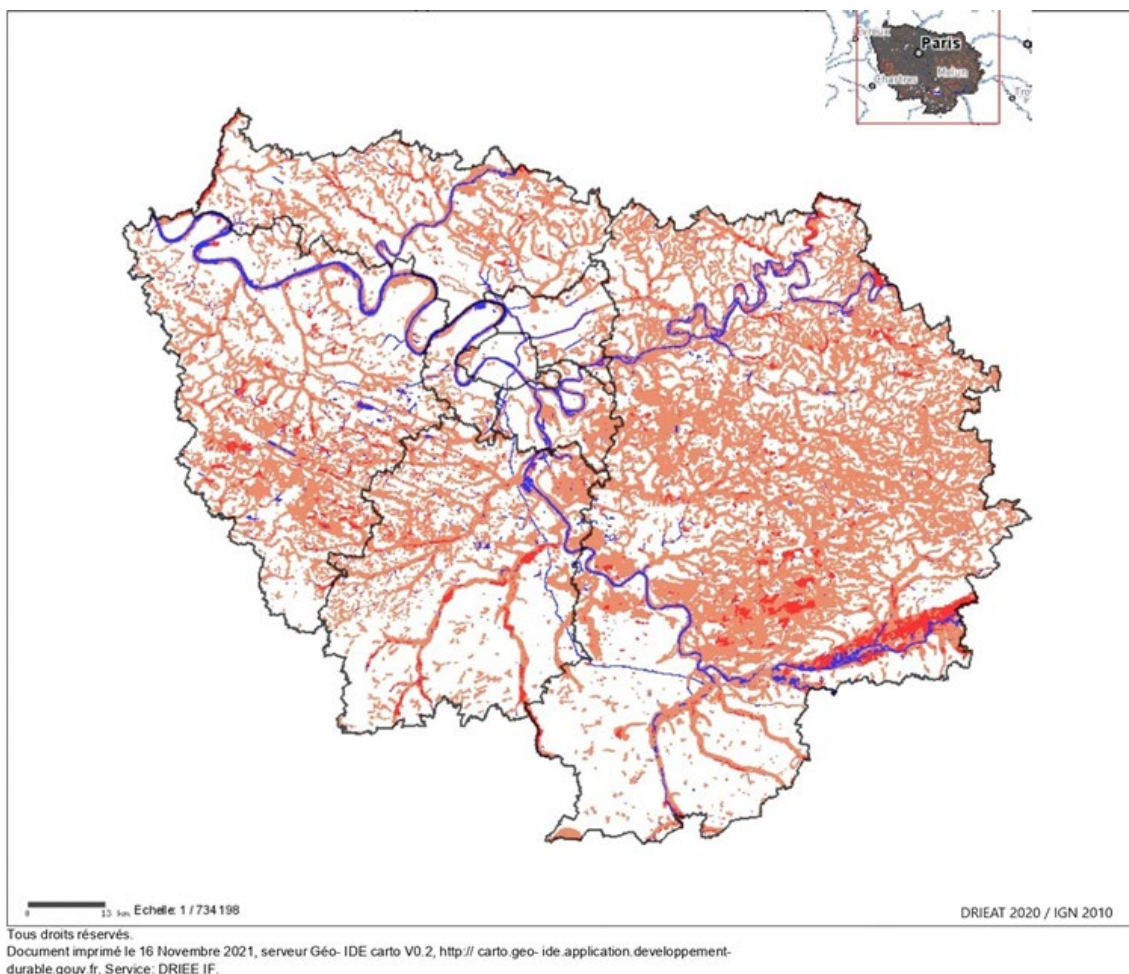 Paris
Chartres
Melun
Tro
0 13 km Echelle: 1 / 734 198
DRIEAT 2020 / IGN 2010
Tous droits réservés.
Document imprimé le 16 Novembre 2021, serveur Géo- IDE carto V0.2, http:// carto.geo- ide.application.developpement-
durable.gouv.fr, Service: DRIEE IF.